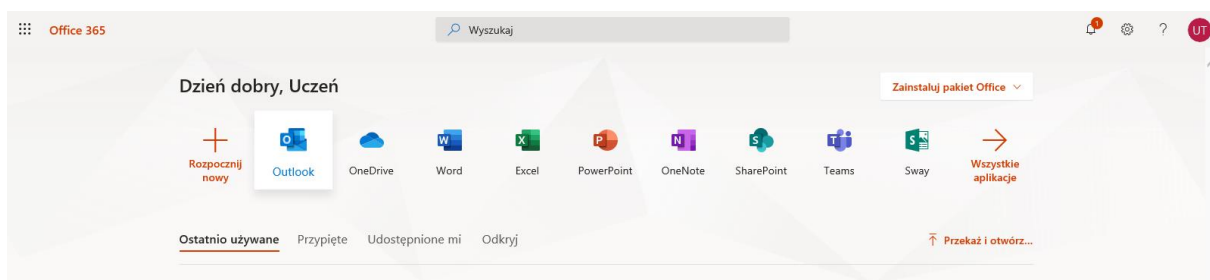 Office 365
Wyszukaj
1
?
UT
Dzień dobry, Uczeń
Zainstaluj pakiet Office
Rozpocznij
nowy
Outlook
OneDrive
Word
Excel
PowerPoint
OneNote
SharePoint
Teams
Sway
Wszystkie
aplikacje
Ostatnio używane Przypięte Udostępnione mi Odkryj
Przekaż i otwórz...